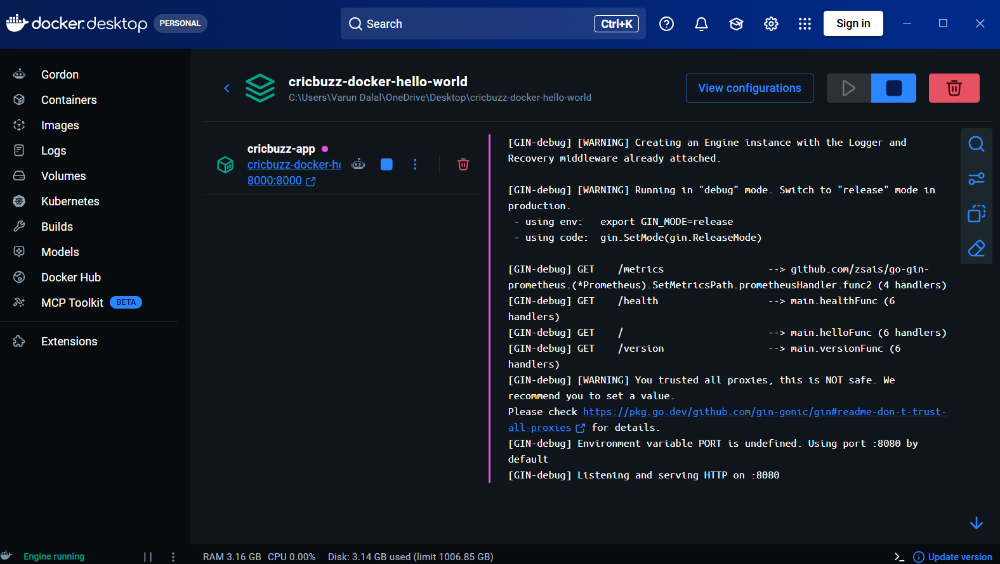 docker.desktop PERSONAL
Search
Ctrl+K
Sign in
Gordon
Containers
Images
Logs
Volumes
Kubernetes
Builds
Models
Docker Hub
MCP Toolkit BETA
Extensions
cricbuzz-docker-hello-world
C:\Users\Varun Dalal\OneDrive\Desktop\cricbuzz-docker-hello-world
View configurations
cricbuzz-app
cricbuzz-docker-he
8000:8000
[GIN-debug] [WARNING] Creating an Engine instance with the Logger and
Recovery middleware already attached.
[GIN-debug] [WARNING] Running in "debug" mode. Switch to "release" mode in
production.
- using env:   export GIN_MODE=release
- using code:  gin.SetMode(gin.ReleaseMode)
[GIN-debug] GET    /metrics                  --> github.com/zsais/go-gin-
prometheus.(*Prometheus).SetMetricsPath.prometheusHandler.func2 (4 handlers)
[GIN-debug] GET    /health                   --> main.healthFunc (6
handlers)
[GIN-debug] GET    /                         --> main.helloFunc (6 handlers)
[GIN-debug] GET    /version                  --> main.versionFunc (6
handlers)
[GIN-debug] [WARNING] You trusted all proxies, this is NOT safe. We
recommend you to set a value.
Please check https://pkg.go.dev/github.com/gin-gonic/gin#readme-don-t-trust-
all-proxies for details.
[GIN-debug] Environment variable PORT is undefined. Using port :8080 by
default
[GIN-debug] Listening and serving HTTP on :8080
Engine running
RAM 3.16 GB CPU 0.00% Disk: 3.14 GB used (limit 1006.85 GB)
Update version